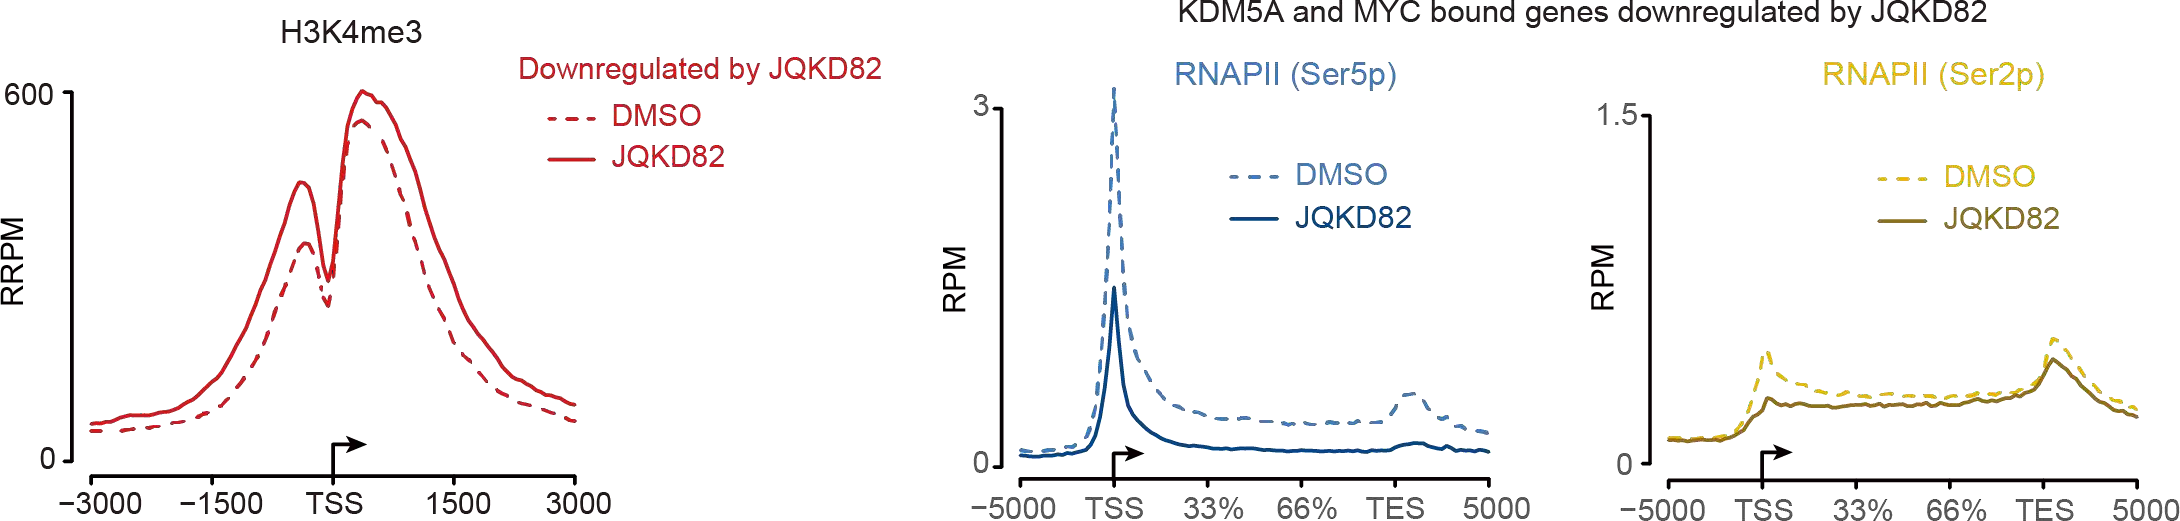 H3K4me3
Downregulated by JQKD82
DMSO
JQKD82
600
0
RRPM
−3000 −1500 TSS 1500 3000
KDM5A and MYC bound genes downregulated by JQKD82
RNAPII (Ser5p)
3
DMSO
JQKD82
RPM
0
−5000 TSS 33% 66% TES 5000
RNAPII (Ser2p)
1.5
DMSO
JQKD82
RPM
0
−5000 TSS 33% 66% TES 5000